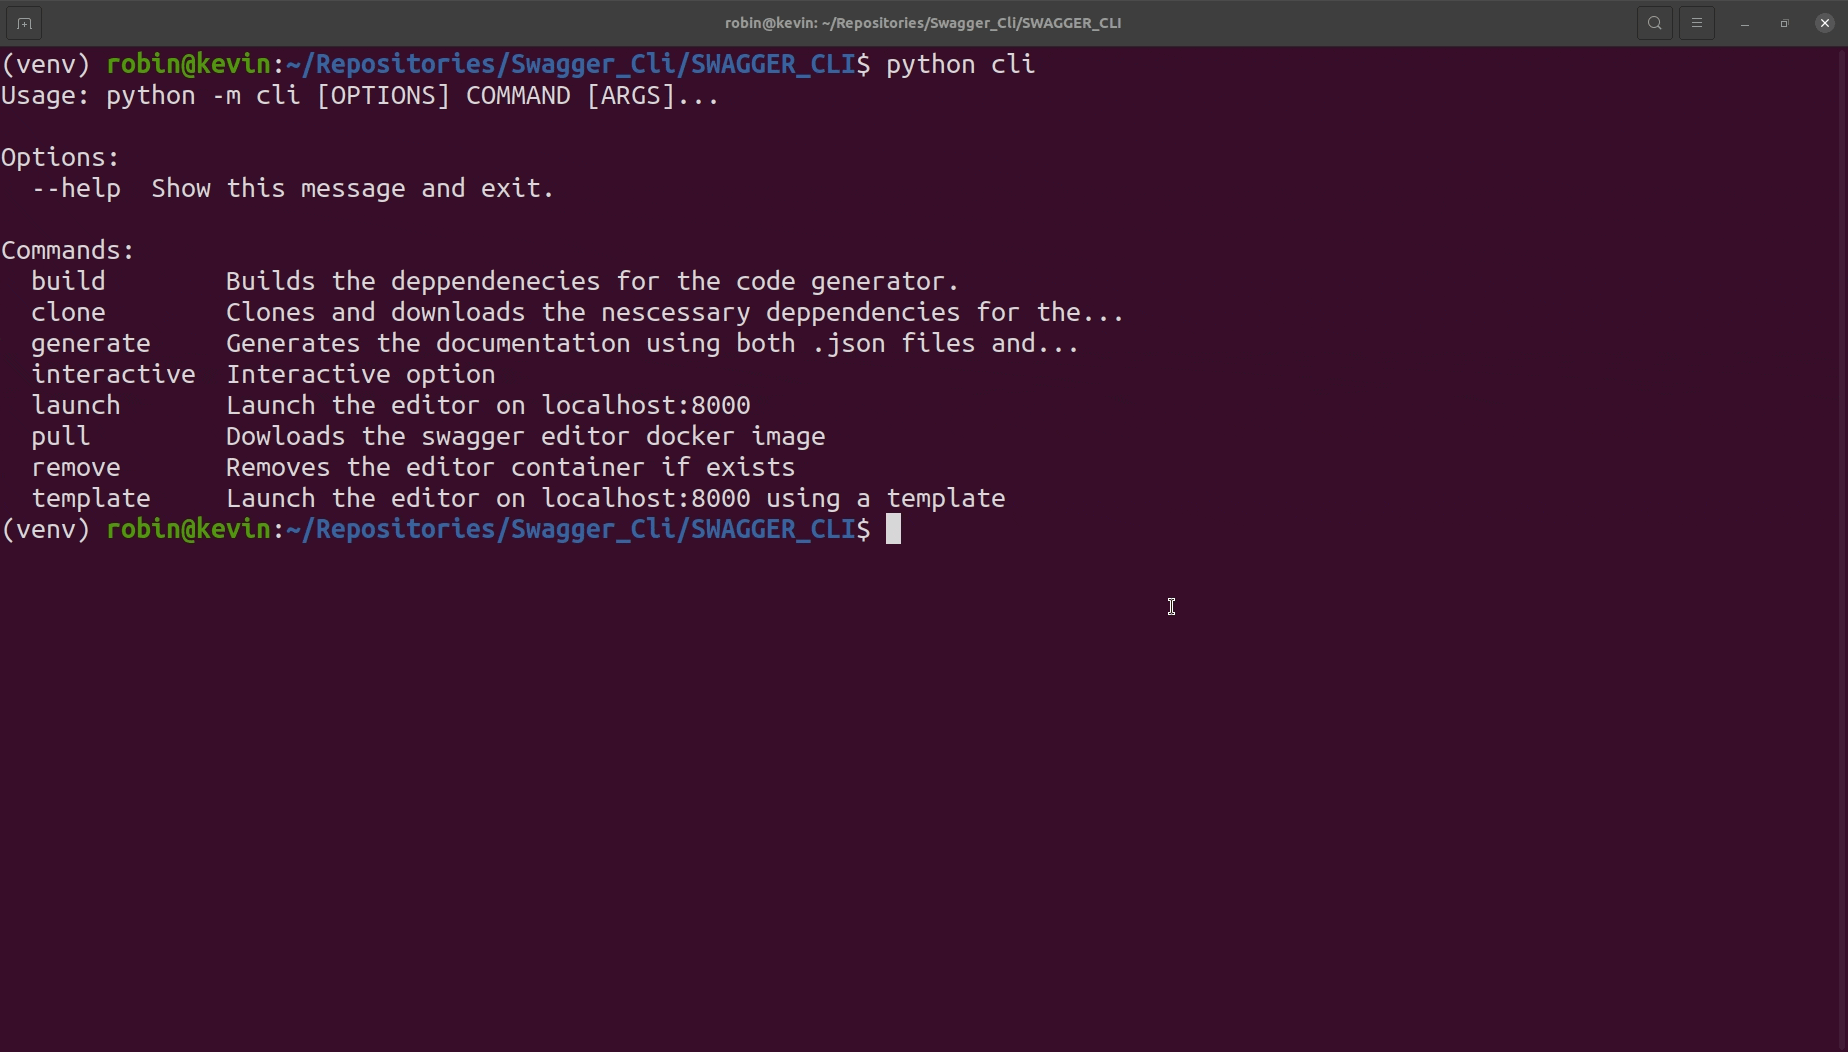 robin@kevin: ~/Repositories/Swagger_Cli/SWAGGER_CLI
(venv) robin@kevin:~/Repositories/Swagger_Cli/SWAGGER_CLI$ python cli
Usage: python -m cli [OPTIONS] COMMAND [ARGS]...
Options:
  --help  Show this message and exit.
Commands:
  build        Builds the deppendenecies for the code generator.
  clone        Clones and downloads the nescessary deppendencies for the...
  generate     Generates the documentation using both .json files and...
  interactive  Interactive option
  launch       Launch the editor on localhost:8000
  pull         Dowloads the swagger editor docker image
  remove       Removes the editor container if exists
  template     Launch the editor on localhost:8000 using a template
(venv) robin@kevin:~/Repositories/Swagger_Cli/SWAGGER_CLI$